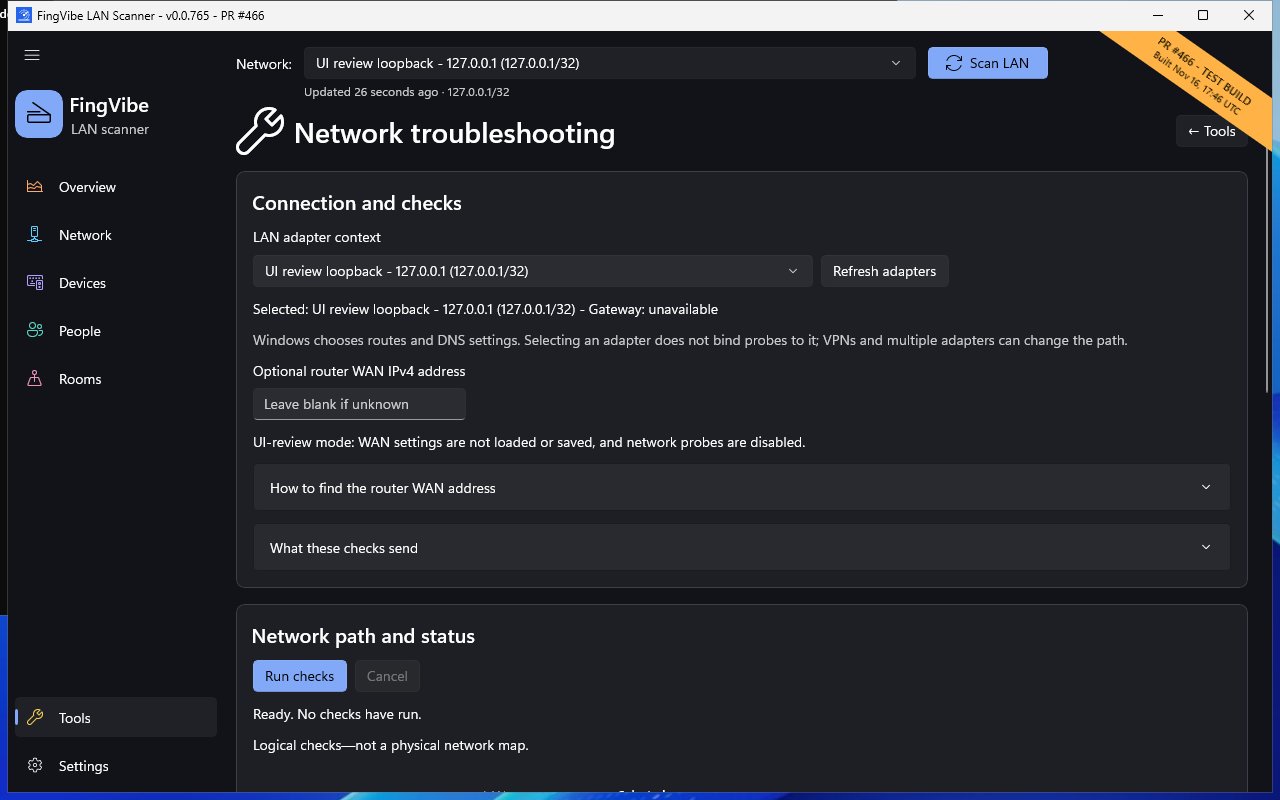 FingVibe LAN Scanner - v0.0.765 - PR #466
Network:
UI review loopback - 127.0.0.1 (127.0.0.1/32)
Scan LAN
Updated 26 seconds ago · 127.0.0.1/32
PR #466 - TEST BUILD
Built Nov 16, 17:46 UTC
FingVibe
LAN scanner
Network troubleshooting
← Tools
Overview
Network
Devices
People
Rooms
Tools
Settings
Connection and checks
LAN adapter context
UI review loopback - 127.0.0.1 (127.0.0.1/32)
Refresh adapters
Selected: UI review loopback - 127.0.0.1 (127.0.0.1/32) - Gateway: unavailable
Windows chooses routes and DNS settings. Selecting an adapter does not bind probes to it; VPNs and multiple adapters can change the path.
Optional router WAN IPv4 address
Leave blank if unknown
UI-review mode: WAN settings are not loaded or saved, and network probes are disabled.
How to find the router WAN address
What these checks send
Network path and status
Run checks
Cancel
Ready. No checks have run.
Logical checks—not a physical network map.